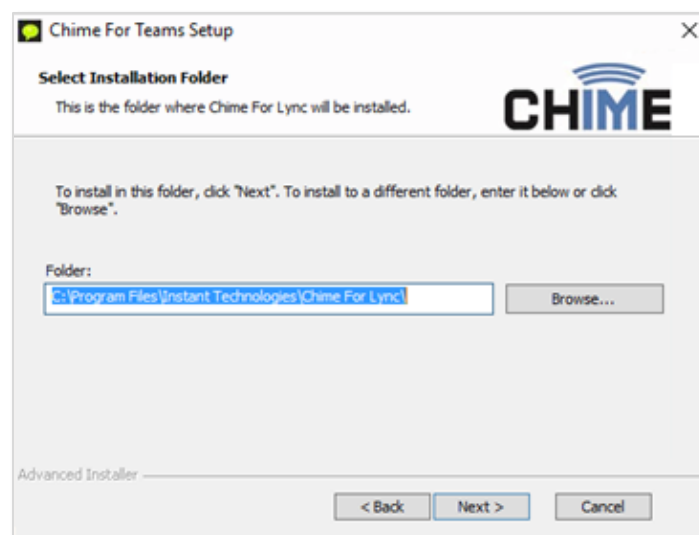 Chime For Teams Setup
Select Installation Folder
This is the folder where Chime For Lync will be installed.
CHIME
To install in this folder, click "Next". To install to a different folder, enter it below or click
"Browse".
Folder:
C:\Program Files\Instant Technologies\Chime For Lync\
Browse...
Advanced Installer
< Back
Next >
Cancel